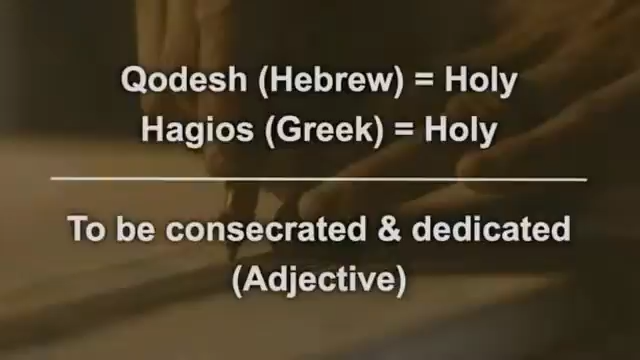 Qodesh (Hebrew) = Holy
Hagios (Greek) = Holy
To be consecrated & dedicated
(Adjective)